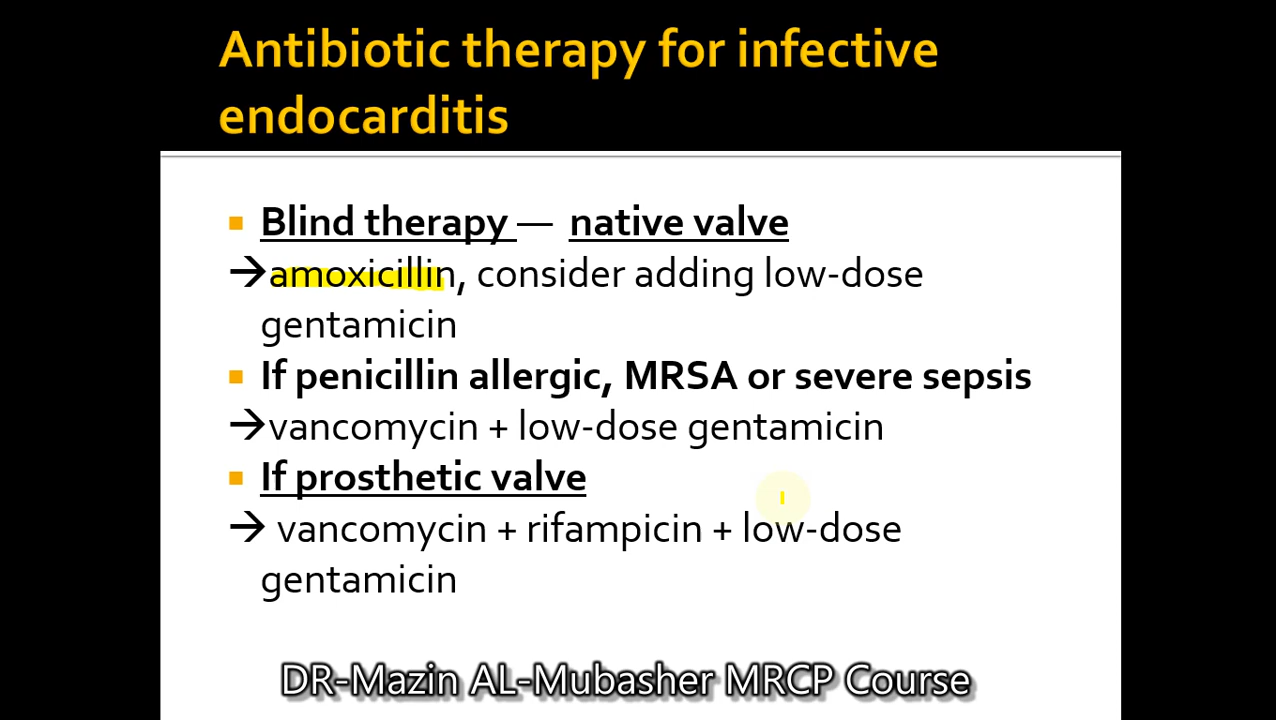 Antibiotic therapy for infective
endocarditis
Blind therapy — native valve
→amoxicillin, consider adding low-dose
gentamicin
If penicillin allergic, MRSA or severe sepsis
→vancomycin + low-dose gentamicin
If prosthetic valve
→ vancomycin + rifampicin + low-dose
gentamicin
DR-Mazin AL-Mubasher MRCP Course